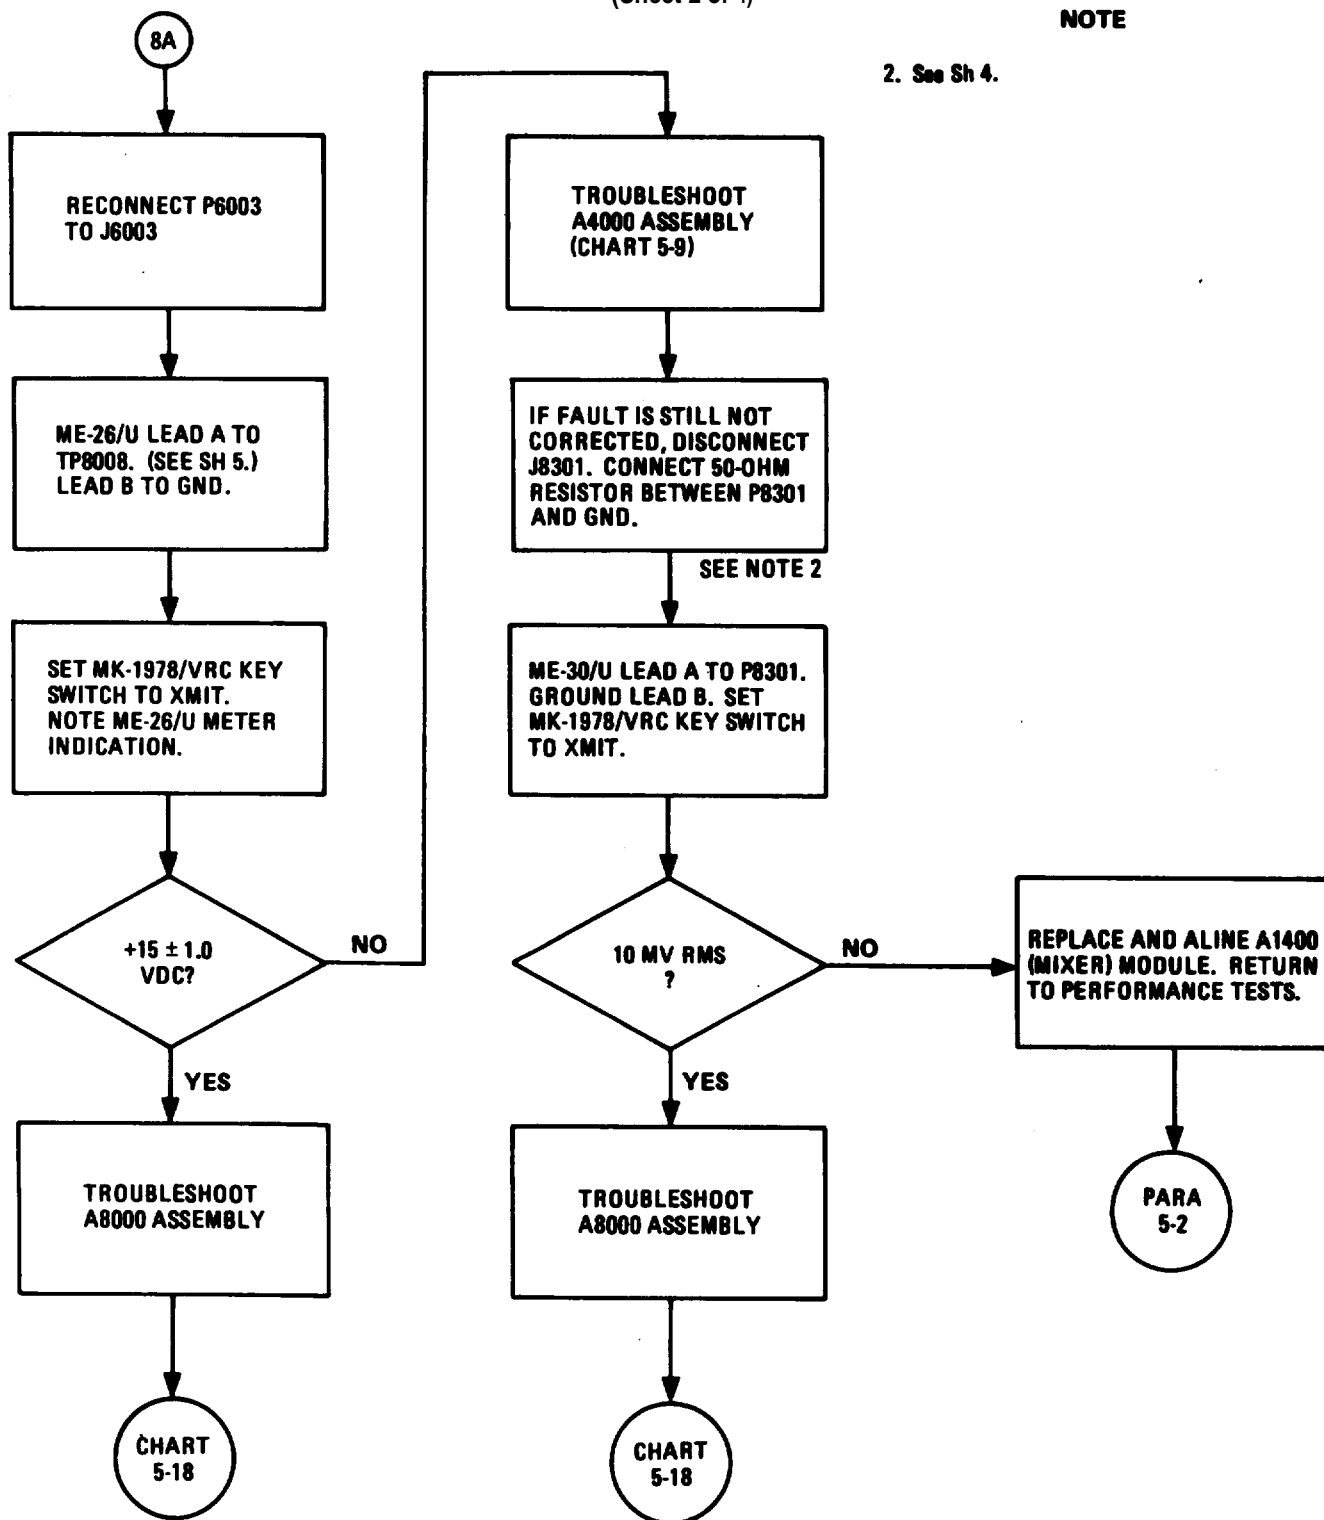 NOTE
2. See Sh 4.
8A
RECONNECT P6003
TO J6003
ME-26/U LEAD A TO
TP8008. (SEE SH 5.)
LEAD B TO GND.
SET MK-1978/VRC KEY
SWITCH TO XMIT.
NOTE ME-26/U METER
INDICATION.
+15 ± 1.0
VDC?
NO
YES
TROUBLESHOOT
A8000 ASSEMBLY
CHART
5-18
TROUBLESHOOT
A4000 ASSEMBLY
(CHART 5-9)
IF FAULT IS STILL NOT
CORRECTED, DISCONNECT
J8301. CONNECT 50-OHM
RESISTOR BETWEEN P8301
AND GND.
SEE NOTE 2
ME-30/U LEAD A TO P8301.
GROUND LEAD B. SET
MK-1978/VRC KEY SWITCH
TO XMIT.
10 MV RMS
?
NO
YES
TROUBLESHOOT
A8000 ASSEMBLY
CHART
5-18
REPLACE AND ALINE A1400
(MIXER) MODULE. RETURN
TO PERFORMANCE TESTS.
PARA
5-2